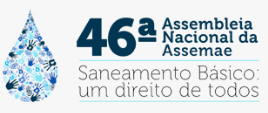 46ª Assembleia
Nacional da
Assemae
Saneamento Básico:
um direito de todos